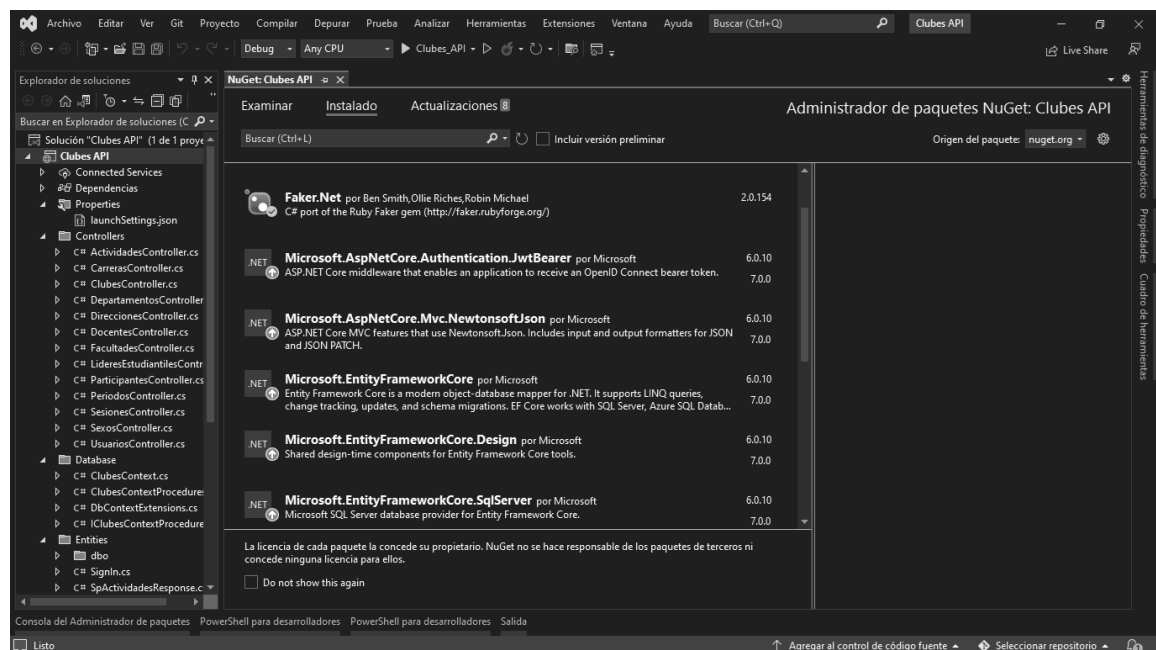 Archivo Editar Ver Git Proyecto Compilar Depurar Prueba Analizar Herramientas Extensiones Ventana Ayuda Buscar (Ctrl+Q) Clubes API
Debug Any CPU Clubes_API Live Share
Explorador de soluciones
Buscar en Explorador de soluciones (C
Solución "Clubes API" (1 de 1 proye
Clubes API
Connected Services
Dependencias
Properties
launchSettings.json
Controllers
C# ActividadesController.cs
C# CarrerasController.cs
C# ClubesController.cs
C# DepartamentosController
C# DireccionesController.cs
C# DocentesController.cs
C# FacultadesController.cs
C# LideresEstudiantilesContr
C# ParticipantesController.cs
C# PeriodosController.cs
C# SesionesController.cs
C# SexosController.cs
C# UsuariosController.cs
Database
C# ClubesContext.cs
C# ClubesContextProcedure
C# DbContextExtensions.cs
C# IClubesContextProcedure
Entities
dbo
C# SignIn.cs
C# SpActividadesResponse.c
NuGet: Clubes API
Examinar Instalado Actualizaciones 8 Administrador de paquetes NuGet: Clubes API
Buscar (Ctrl+L) Incluir versión preliminar Origen del paquete: nuget.org
Faker.Net por Ben Smith,Ollie Riches,Robin Michael 2.0.154
C# port of the Ruby Faker gem (http://faker.rubyforge.org/)
.NET Microsoft.AspNetCore.Authentication.JwtBearer por Microsoft 6.0.10
ASP.NET Core middleware that enables an application to receive an OpenID Connect bearer token.
7.0.0
.NET Microsoft.AspNetCore.Mvc.NewtonsoftJson por Microsoft 6.0.10
ASP.NET Core MVC features that use Newtonsoft.Json. Includes input and output formatters for JSON
and JSON PATCH. 7.0.0
.NET Microsoft.EntityFrameworkCore por Microsoft 6.0.10
Entity Framework Core is a modern object-database mapper for .NET. It supports LINQ queries,
change tracking, updates, and schema migrations. EF Core works with SQL Server, Azure SQL Datab... 7.0.0
.NET Microsoft.EntityFrameworkCore.Design por Microsoft 6.0.10
Shared design-time components for Entity Framework Core tools.
7.0.0
.NET Microsoft.EntityFrameworkCore.SqlServer por Microsoft 6.0.10
Microsoft SQL Server database provider for Entity Framework Core.
7.0.0
La licencia de cada paquete la concede su propietario. NuGet no se hace responsable de los paquetes de terceros ni
concede ninguna licencia para ellos.
Do not show this again
Herramientas de diagnóstico
Propiedades
Cuadro de herramientas
Consola del Administrador de paquetes PowerShell para desarrolladores PowerShell para desarrolladores Salida
Listo Agregar al control de código fuente Seleccionar repositorio